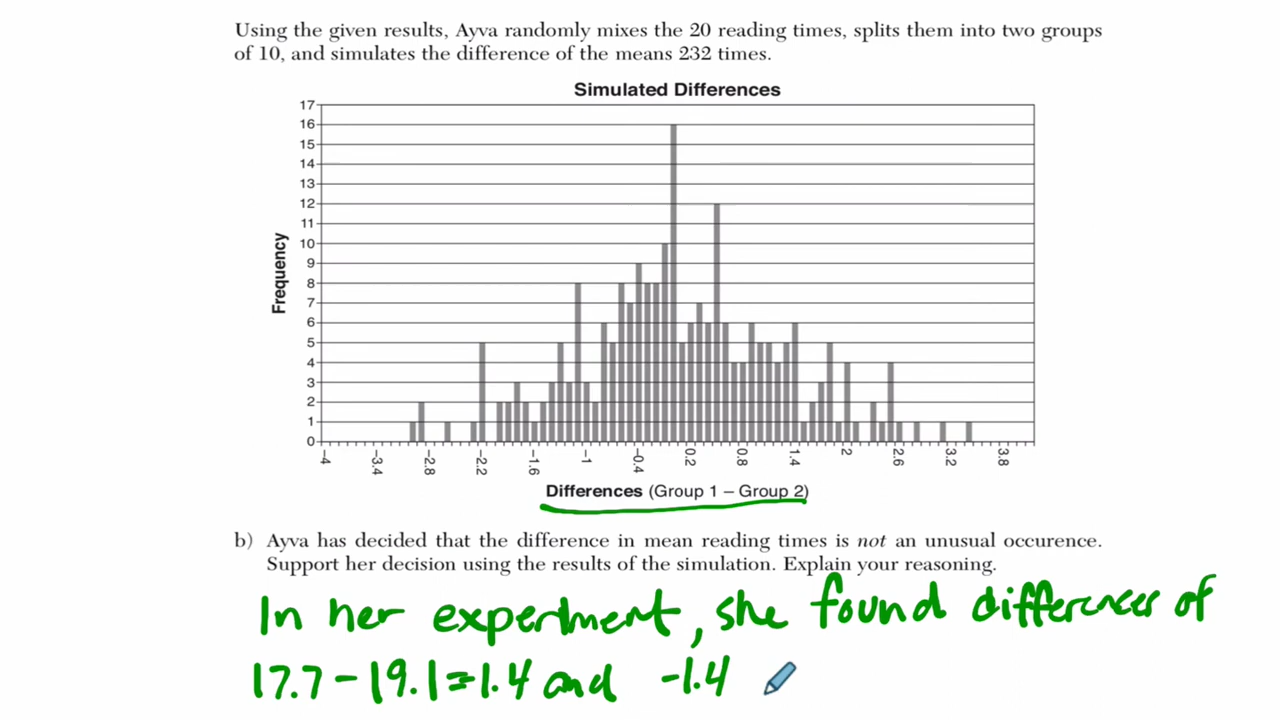 Using the given results, Ayva randomly mixes the 20 reading times, splits them into two groups
of 10, and simulates the difference of the means 232 times.
Simulated Differences
Frequency
17
16
15
14
13
12
11
10
9
8
7
6
5
4
3
2
1
0
-4 -3.4 -2.8 -2.2 -1.6 -1 -0.4 0.2 0.8 1.4 2 2.6 3.2 3.8
Differences (Group 1 – Group 2)
b) Ayva has decided that the difference in mean reading times is not an unusual occurence.
Support her decision using the results of the simulation. Explain your reasoning.
In her experiment, she found differences of
17.7 - 19.1 = 1.4 and -1.4